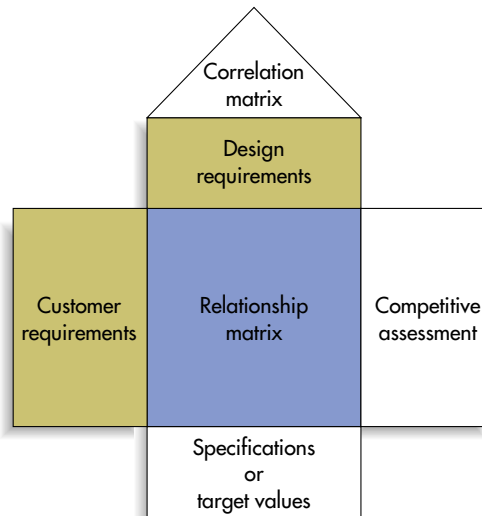 Correlation
matrix
Design
requirements
Customer
requirements
Relationship
matrix
Competitive
assessment
Specifications
or
target values